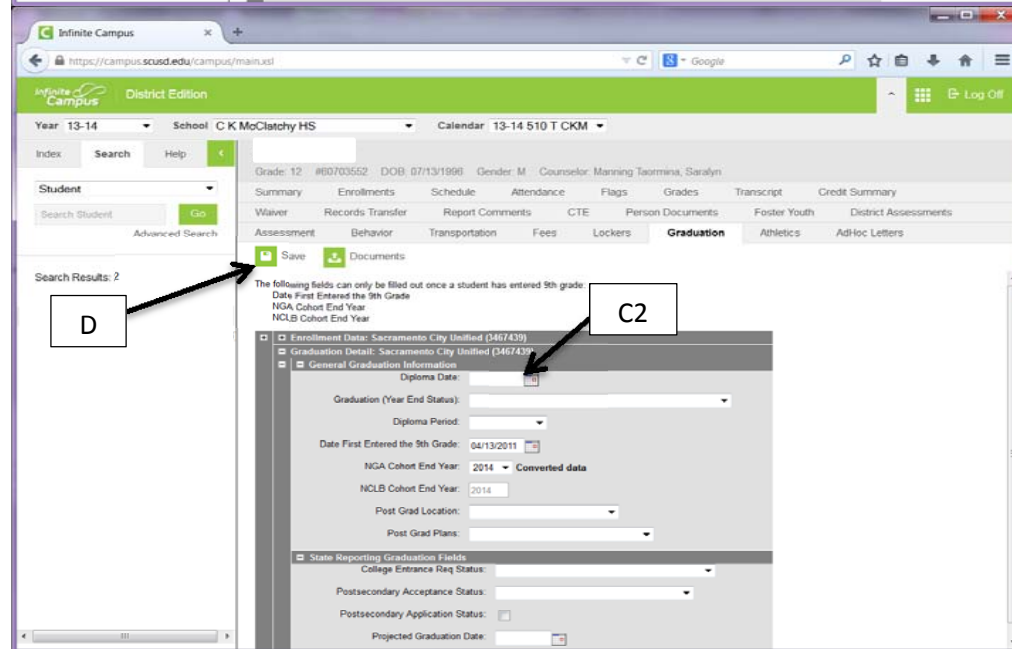 Infinite Campus × +
https://campus.scusd.edu/campus/main.xsl Google
Infinite Campus District Edition Log Off
Year 13-14 School C K McClatchy HS Calendar 13-14 510 T CKM
Index Search Help
Grade: 12 #60703552 DOB: 07/13/1996 Gender: M Counselor: Manning Taormina, Saralyn
Student
Summary Enrollments Schedule Attendance Flags Grades Transcript Credit Summary
Search Student Go
Waiver Records Transfer Report Comments CTE Person Documents Foster Youth District Assessments
Advanced Search
Assessment Behavior Transportation Fees Lockers Graduation Athletics AdHoc Letters
Save Documents
Search Results: 2
The following fields can only be filled out once a student has entered 9th grade:
Date First Entered the 9th Grade
NGA Cohort End Year
NCLB Cohort End Year
D
C2
Enrollment Data: Sacramento City Unified (3467439)
Graduation Detail: Sacramento City Unified (3467439)
General Graduation Information
Diploma Date:
Graduation (Year End Status):
Diploma Period:
Date First Entered the 9th Grade: 04/13/2011
NGA Cohort End Year: 2014 Converted data
NCLB Cohort End Year: 2014
Post Grad Location:
Post Grad Plans:
State Reporting Graduation Fields
College Entrance Req Status:
Postsecondary Acceptance Status:
Postsecondary Application Status:
Projected Graduation Date: